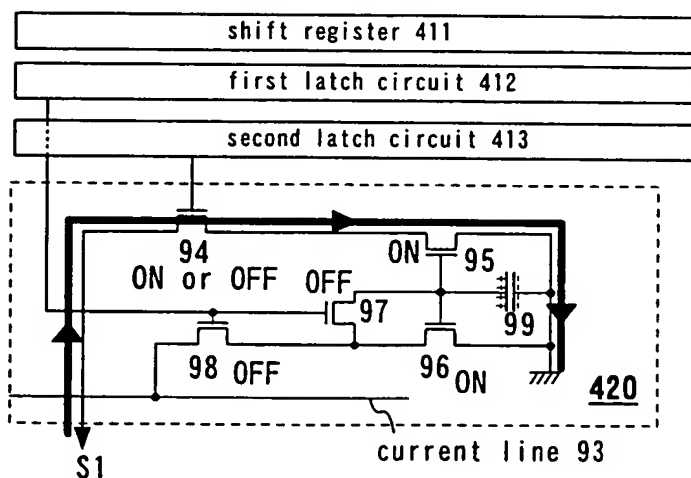 shift register 411
first latch circuit 412
second latch circuit 413
94
ON
95
ON or OFF
OFF
97
99
98
OFF
96
ON
420
S1
current line 93